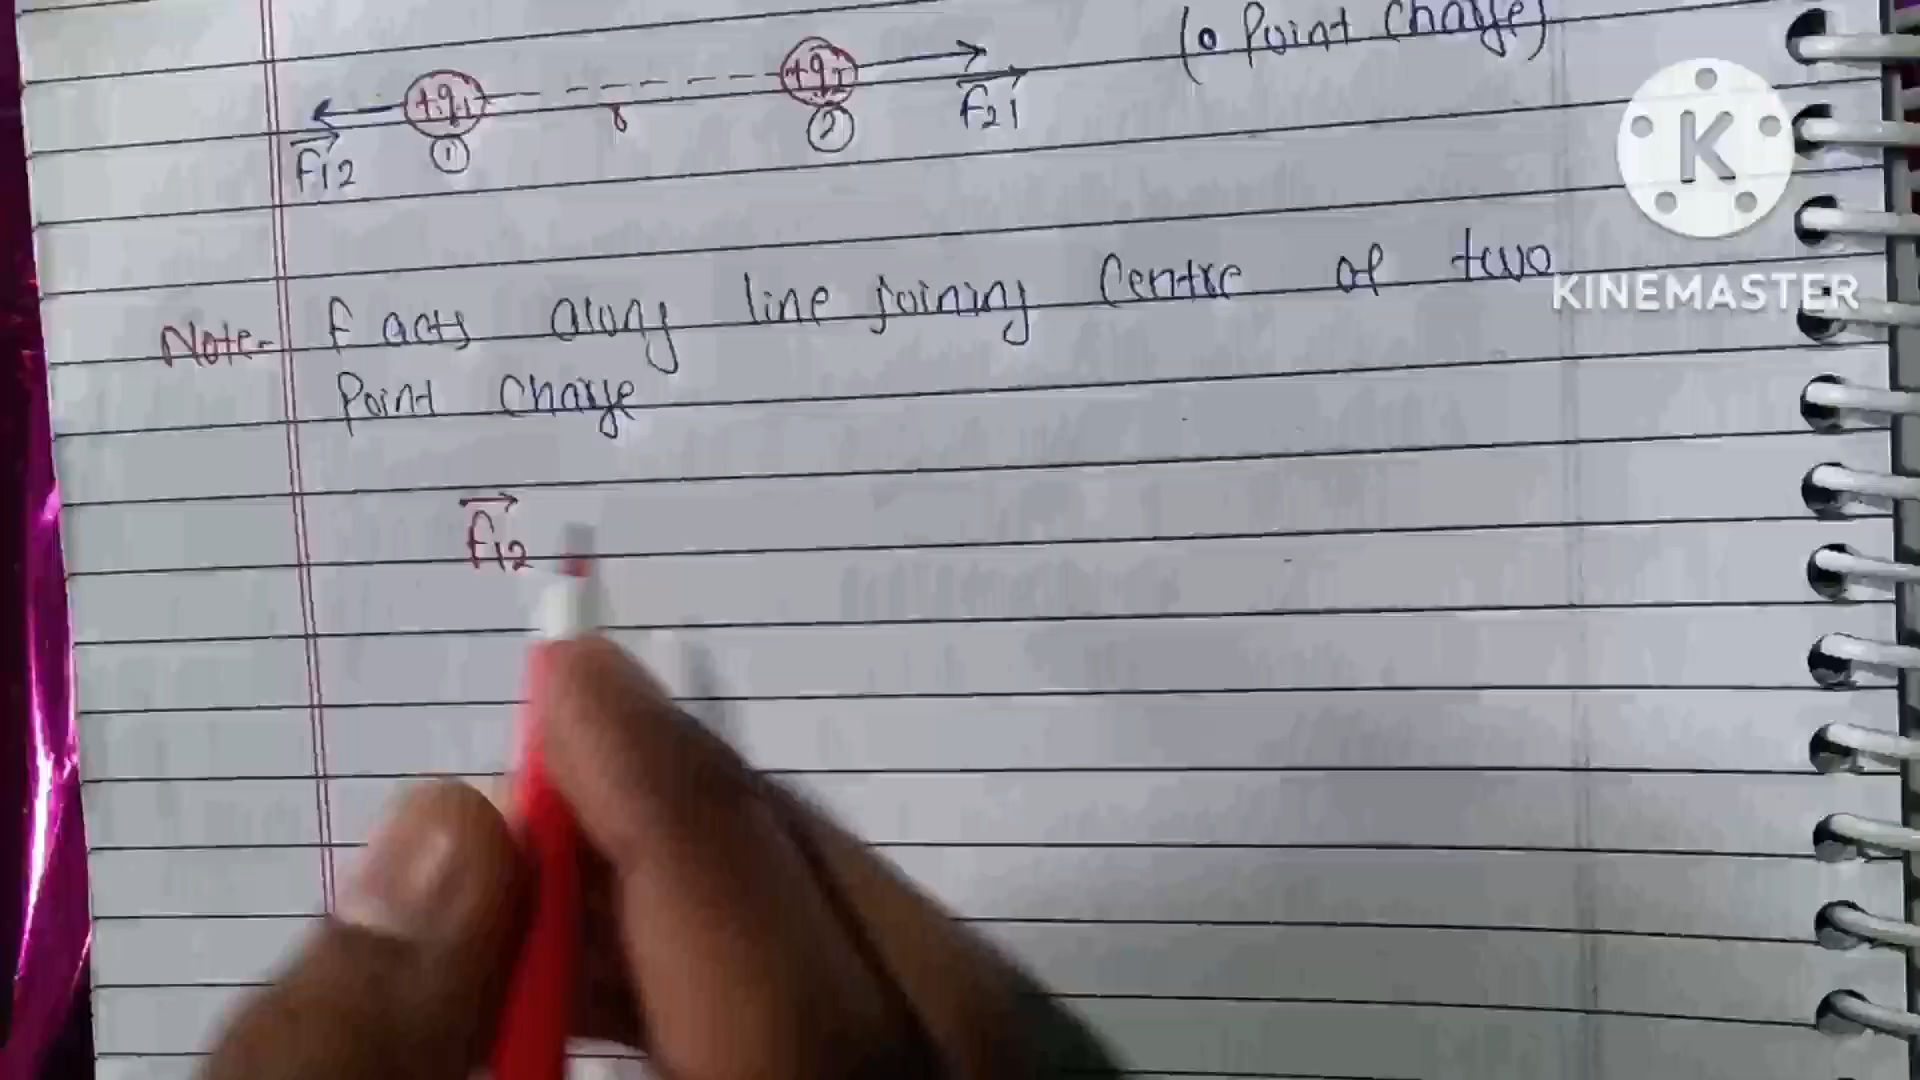 (o Point Charge)
+q1 r +q2
① ②
F12 F21
Note- F acts along line joining Centre of two
Point Charge
F12
K
KINEMASTER